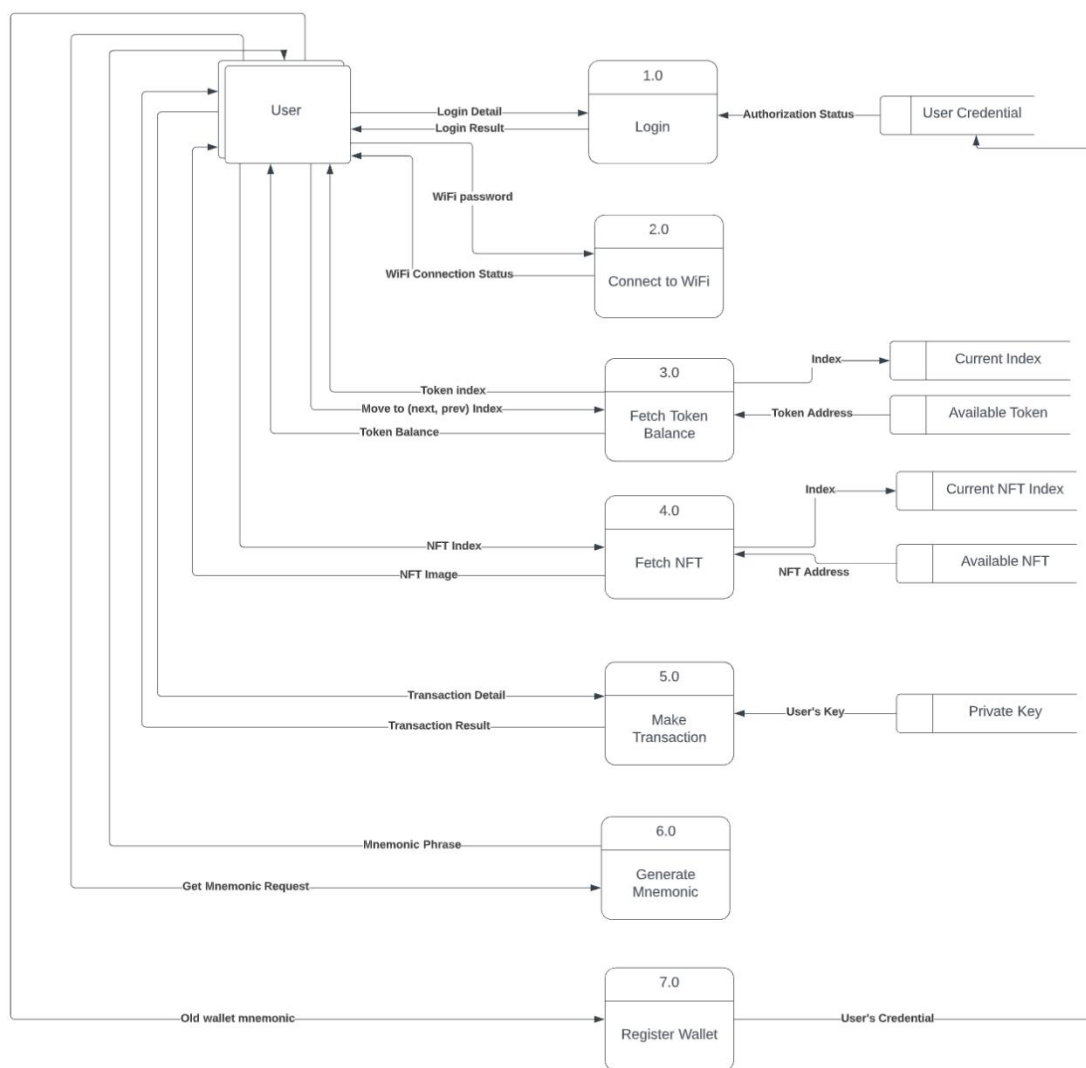 User
1.0
Login
Login Detail
Login Result
Authorization Status
User Credential
WiFi password
2.0
Connect to WiFi
WiFi Connection Status
3.0
Fetch Token
Balance
Token index
Move to (next, prev) Index
Token Balance
Index
Current Index
Token Address
Available Token
4.0
Fetch NFT
NFT Index
NFT Image
Index
Current NFT Index
NFT Address
Available NFT
5.0
Make
Transaction
Transaction Detail
Transaction Result
User's Key
Private Key
6.0
Generate
Mnemonic
Mnemonic Phrase
Get Mnemonic Request
7.0
Register Wallet
Old wallet mnemonic
User's Credential